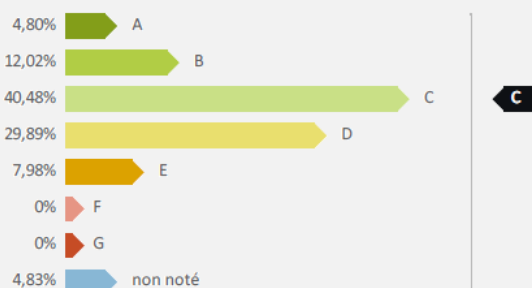 4,80% A
12,02% B
40,48% C C
29,89% D
7,98% E
0% F
0% G
4,83% non noté